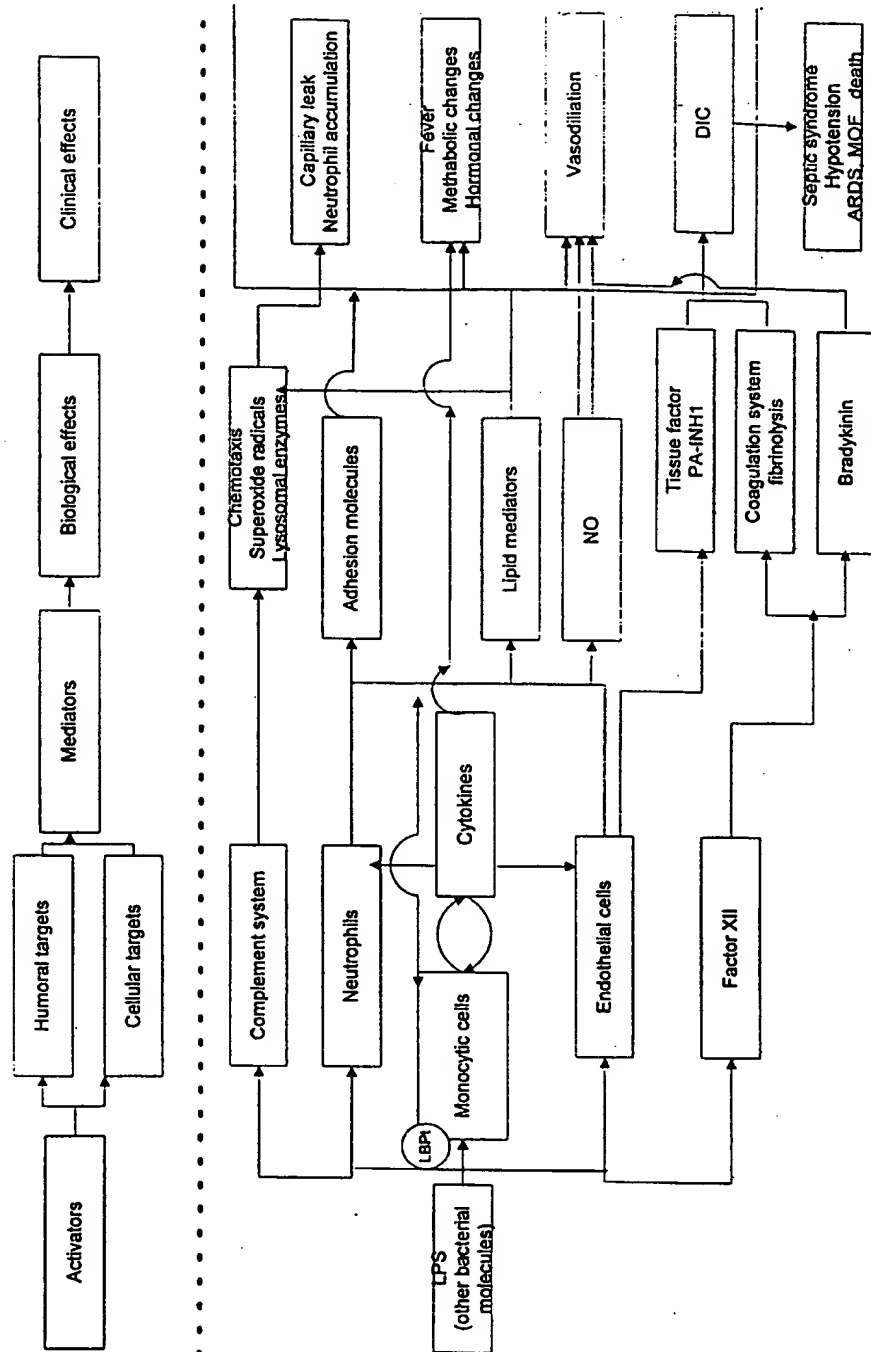 Activators
Humoral targets
Cellular targets
Mediators
Biological effects
Clinical effects
LPS
(other bacterial
molecules)
LBPt
Complement system
Neutrophils
Monocytic cells
Cytokines
Endothelial cells
Factor XII
Chemotaxis
Superoxide radicals
Lysosomal enzymes
Adhesion molecules
Lipid mediators
NO
Tissue factor
PA-INH1
Coagulation system
fibrinolysis
Bradykinin
Capillary leak
Neutrophil accumulation
Fever
Methabolic changes
Hormonal changes
Vasodiliation
DIC
Septic syndrome
Hypotension
ARDS, MOF death